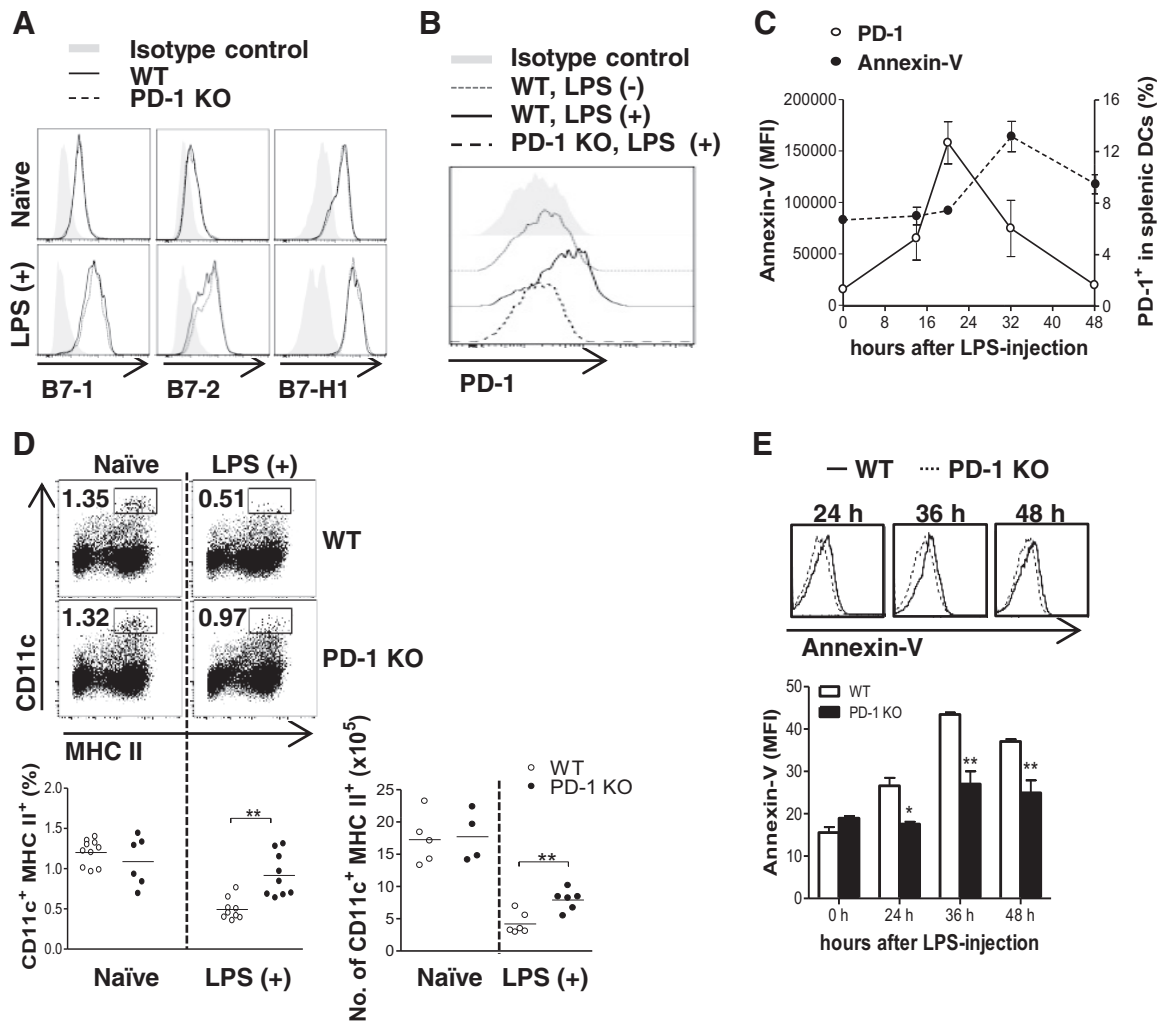 A
Isotype control
WT
PD-1 KO
Naïve
LPS (+)
B7-1
B7-2
B7-H1
B
Isotype control
WT, LPS (-)
WT, LPS (+)
PD-1 KO, LPS (+)
PD-1
C
PD-1
Annexin-V
Annexin-V (MFI)
200000
150000
100000
50000
0
16
12
8
4
0
PD-1+ in splenic DCs (%)
0 8 16 24 32 40 48
hours after LPS-injection
D
Naïve LPS (+)
1.35 0.51
WT
1.32 0.97
PD-1 KO
CD11c
MHC II
CD11c+ MHC II+ (%)
2.0
1.5
1.0
0.5
0.0
**
Naïve LPS (+)
No. of CD11c+ MHC II+ (x10^5)
25
20
15
10
5
0
WT
PD-1 KO
**
Naïve LPS (+)
E
WT PD-1 KO
24 h 36 h 48 h
Annexin-V
Annexin-V (MFI)
50
40
30
20
10
0
WT
PD-1 KO
* ** **
0 h 24 h 36 h 48 h
hours after LPS-injection